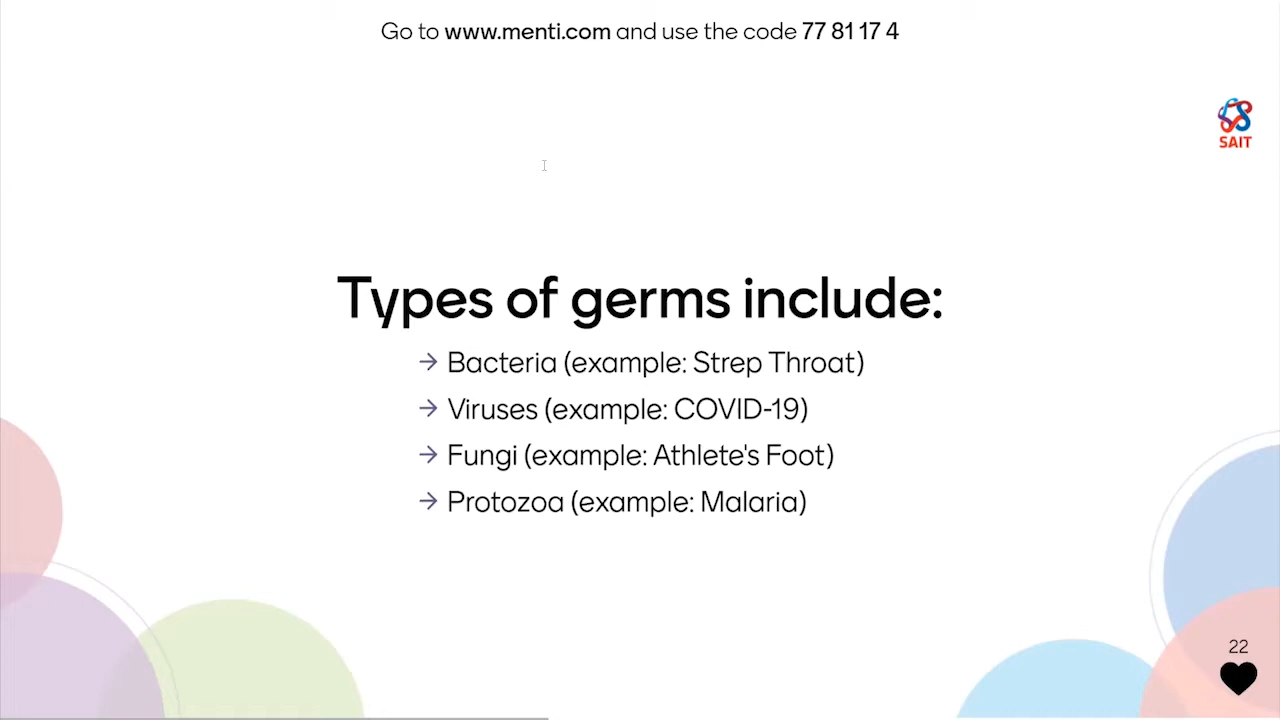 Go to www.menti.com and use the code 77 81 17 4
SAIT
Types of germs include:
→ Bacteria (example: Strep Throat)
→ Viruses (example: COVID-19)
→ Fungi (example: Athlete's Foot)
→ Protozoa (example: Malaria)
22